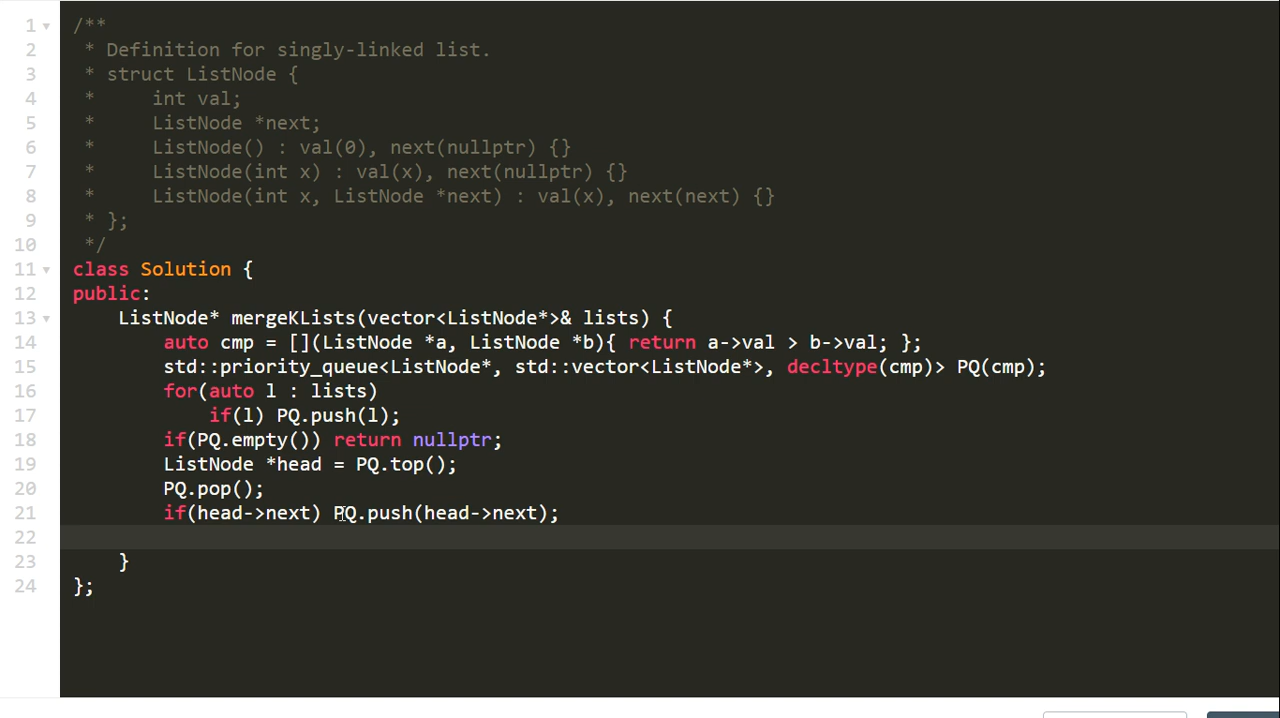 1 /**
2  * Definition for singly-linked list.
3  * struct ListNode {
4  *     int val;
5  *     ListNode *next;
6  *     ListNode() : val(0), next(nullptr) {}
7  *     ListNode(int x) : val(x), next(nullptr) {}
8  *     ListNode(int x, ListNode *next) : val(x), next(next) {}
9  * };
10  */
11 class Solution {
12 public:
13     ListNode* mergeKLists(vector<ListNode*>& lists) {
14         auto cmp = [](ListNode *a, ListNode *b){ return a->val > b->val; };
15         std::priority_queue<ListNode*, std::vector<ListNode*>, decltype(cmp)> PQ(cmp);
16         for(auto l : lists)
17             if(l) PQ.push(l);
18         if(PQ.empty()) return nullptr;
19         ListNode *head = PQ.top();
20         PQ.pop();
21         if(head->next) PQ.push(head->next);
22
23     }
24 };